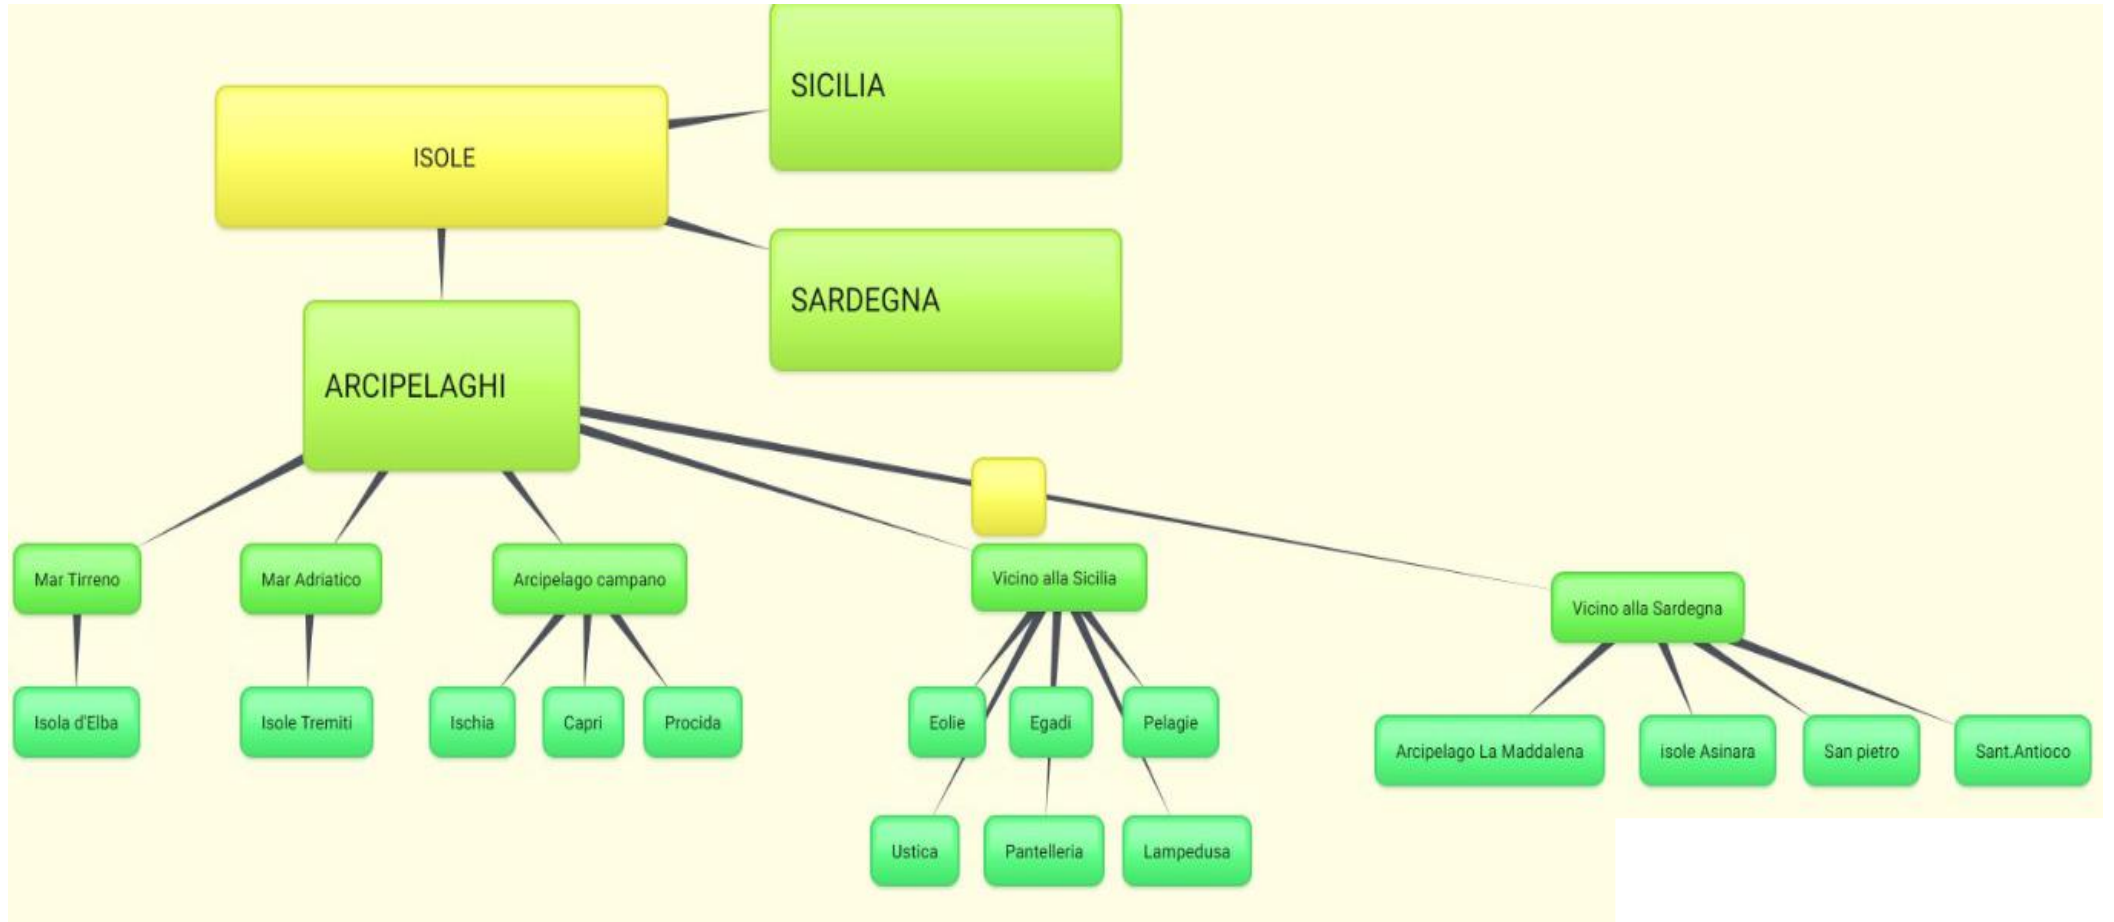 SICILIA
ISOLE
SARDEGNA
ARCIPELAGHI
Mar Tirreno
Mar Adriatico
Arcipelago campano
Vicino alla Sicilia
Vicino alla Sardegna
Isola d'Elba
Isole Tremiti
Ischia
Capri
Procida
Eolie
Egadi
Pelagie
Arcipelago La Maddalena
isole Asinara
San pietro
Sant.Antioco
Ustica
Pantelleria
Lampedusa